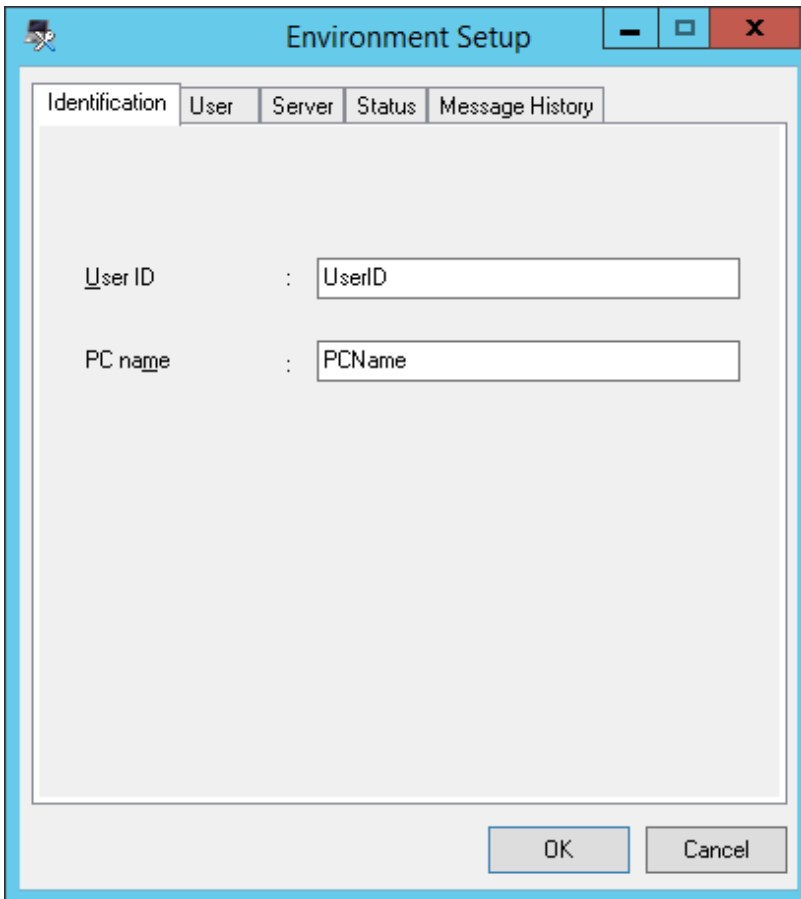 Environment Setup
Identification User Server Status Message History
User ID : UserID
PC name : PCName
OK Cancel